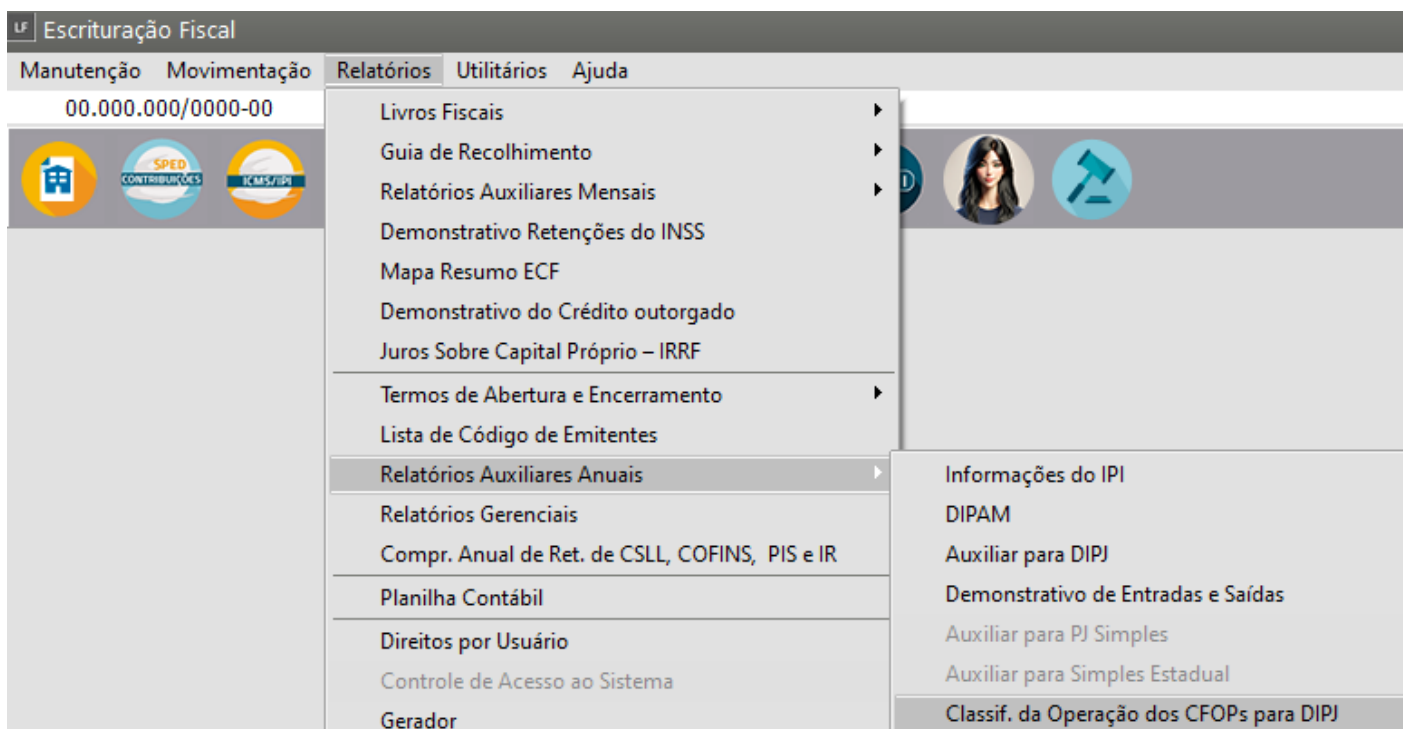 LF Escrituração Fiscal
Manutenção Movimentação Relatórios Utilitários Ajuda
00.000.000/0000-00
SPED
CONTRIBUIÇÕES
ICMS/IPI
Livros Fiscais
Guia de Recolhimento
Relatórios Auxiliares Mensais
Demonstrativo Retenções do INSS
Mapa Resumo ECF
Demonstrativo do Crédito outorgado
Juros Sobre Capital Próprio – IRRF
Termos de Abertura e Encerramento
Lista de Código de Emitentes
Relatórios Auxiliares Anuais
Relatórios Gerenciais
Compr. Anual de Ret. de CSLL, COFINS, PIS e IR
Planilha Contábil
Direitos por Usuário
Controle de Acesso ao Sistema
Gerador
Informações do IPI
DIPAM
Auxiliar para DIPJ
Demonstrativo de Entradas e Saídas
Auxiliar para PJ Simples
Auxiliar para Simples Estadual
Classif. da Operação dos CFOPs para DIPJ